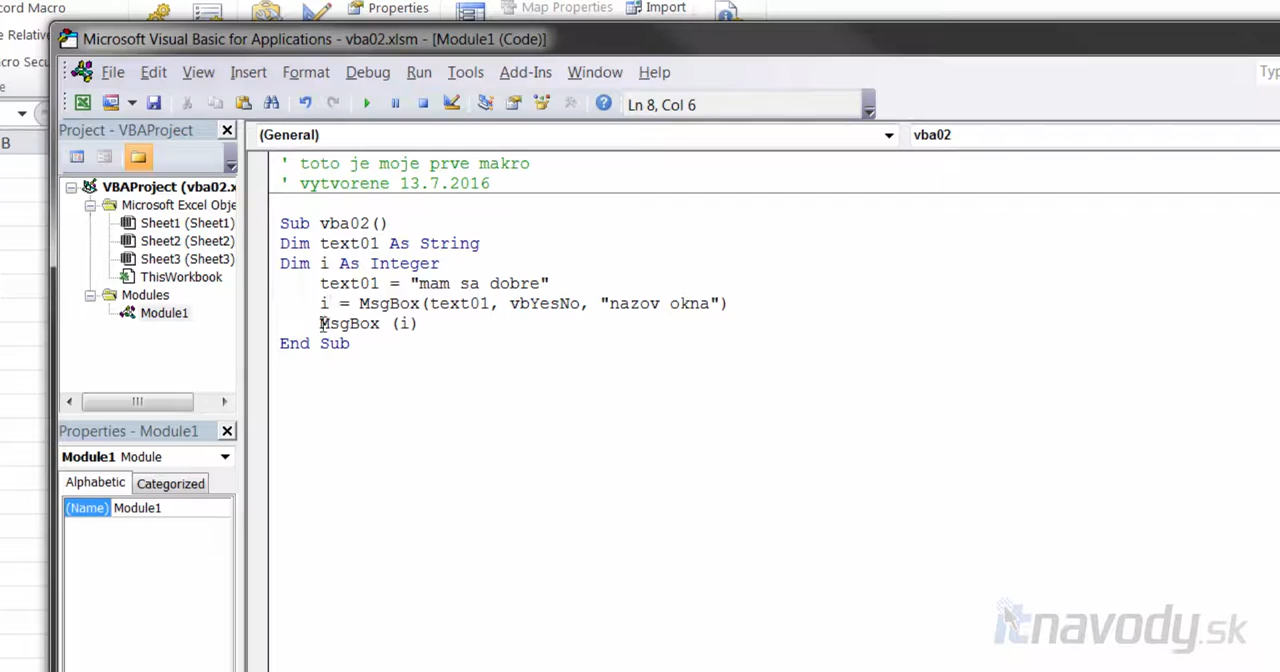 cord Macro
Properties
Map Properties
Import
e Relative
cro Secu
e
B
Microsoft Visual Basic for Applications - vba02.xlsm - [Module1 (Code)]
File Edit View Insert Format Debug Run Tools Add-Ins Window Help
Typ
Ln 8, Col 6
Project - VBAProject
(General)
vba02
VBAProject (vba02.x
Microsoft Excel Obje
Sheet1 (Sheet1)
Sheet2 (Sheet2)
Sheet3 (Sheet3)
ThisWorkbook
Modules
Module1
' toto je moje prve makro
' vytvorene 13.7.2016
Sub vba02()
Dim text01 As String
Dim i As Integer
text01 = "mam sa dobre"
i = MsgBox(text01, vbYesNo, "nazov okna")
MsgBox (i)
End Sub
Properties - Module1
Module1 Module
Alphabetic Categorized
(Name) Module1
itnavody.sk